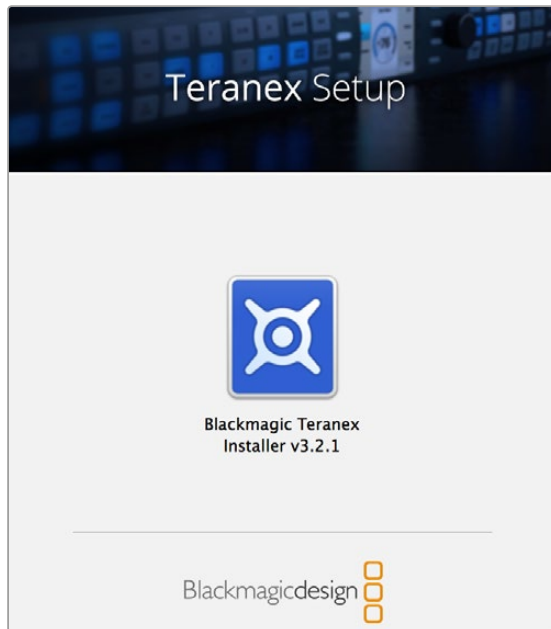 Teranex Setup
Blackmagic Teranex
Installer v3.2.1
Blackmagicdesign